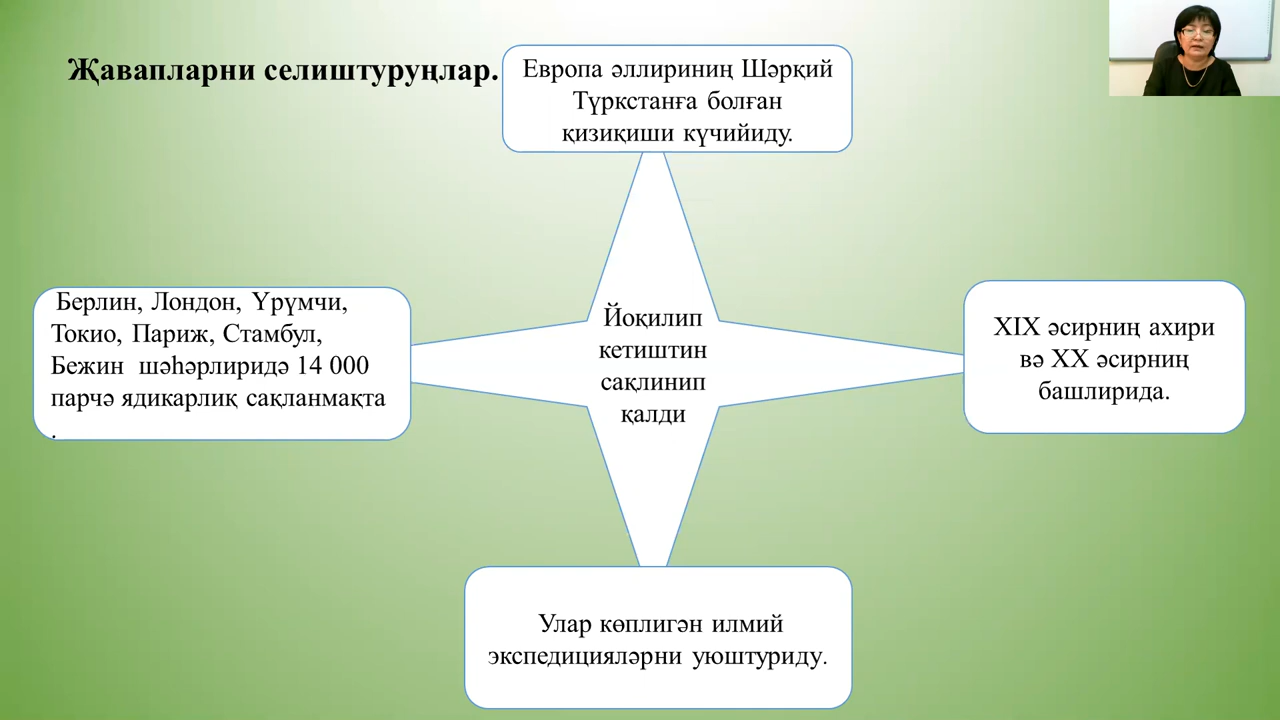 Җавапларни селиштуруңлар.
Европа әллириниң Шәрқий
Түркстанға болған
қизиқиши күчийиду.
Берлин, Лондон, Үрүмчи,
Токио, Париж, Стамбул,
Бежин шәһәрлиридә 14 000
парчә ядикарлиқ сақланмақта
.
Йоқилип
кетиштин
сақлинип
қалди
XIX әсирниң ахири
вә XX әсирниң
башлирида.
Улар көплигән илмий
экспедицияләрни уюштуриду.